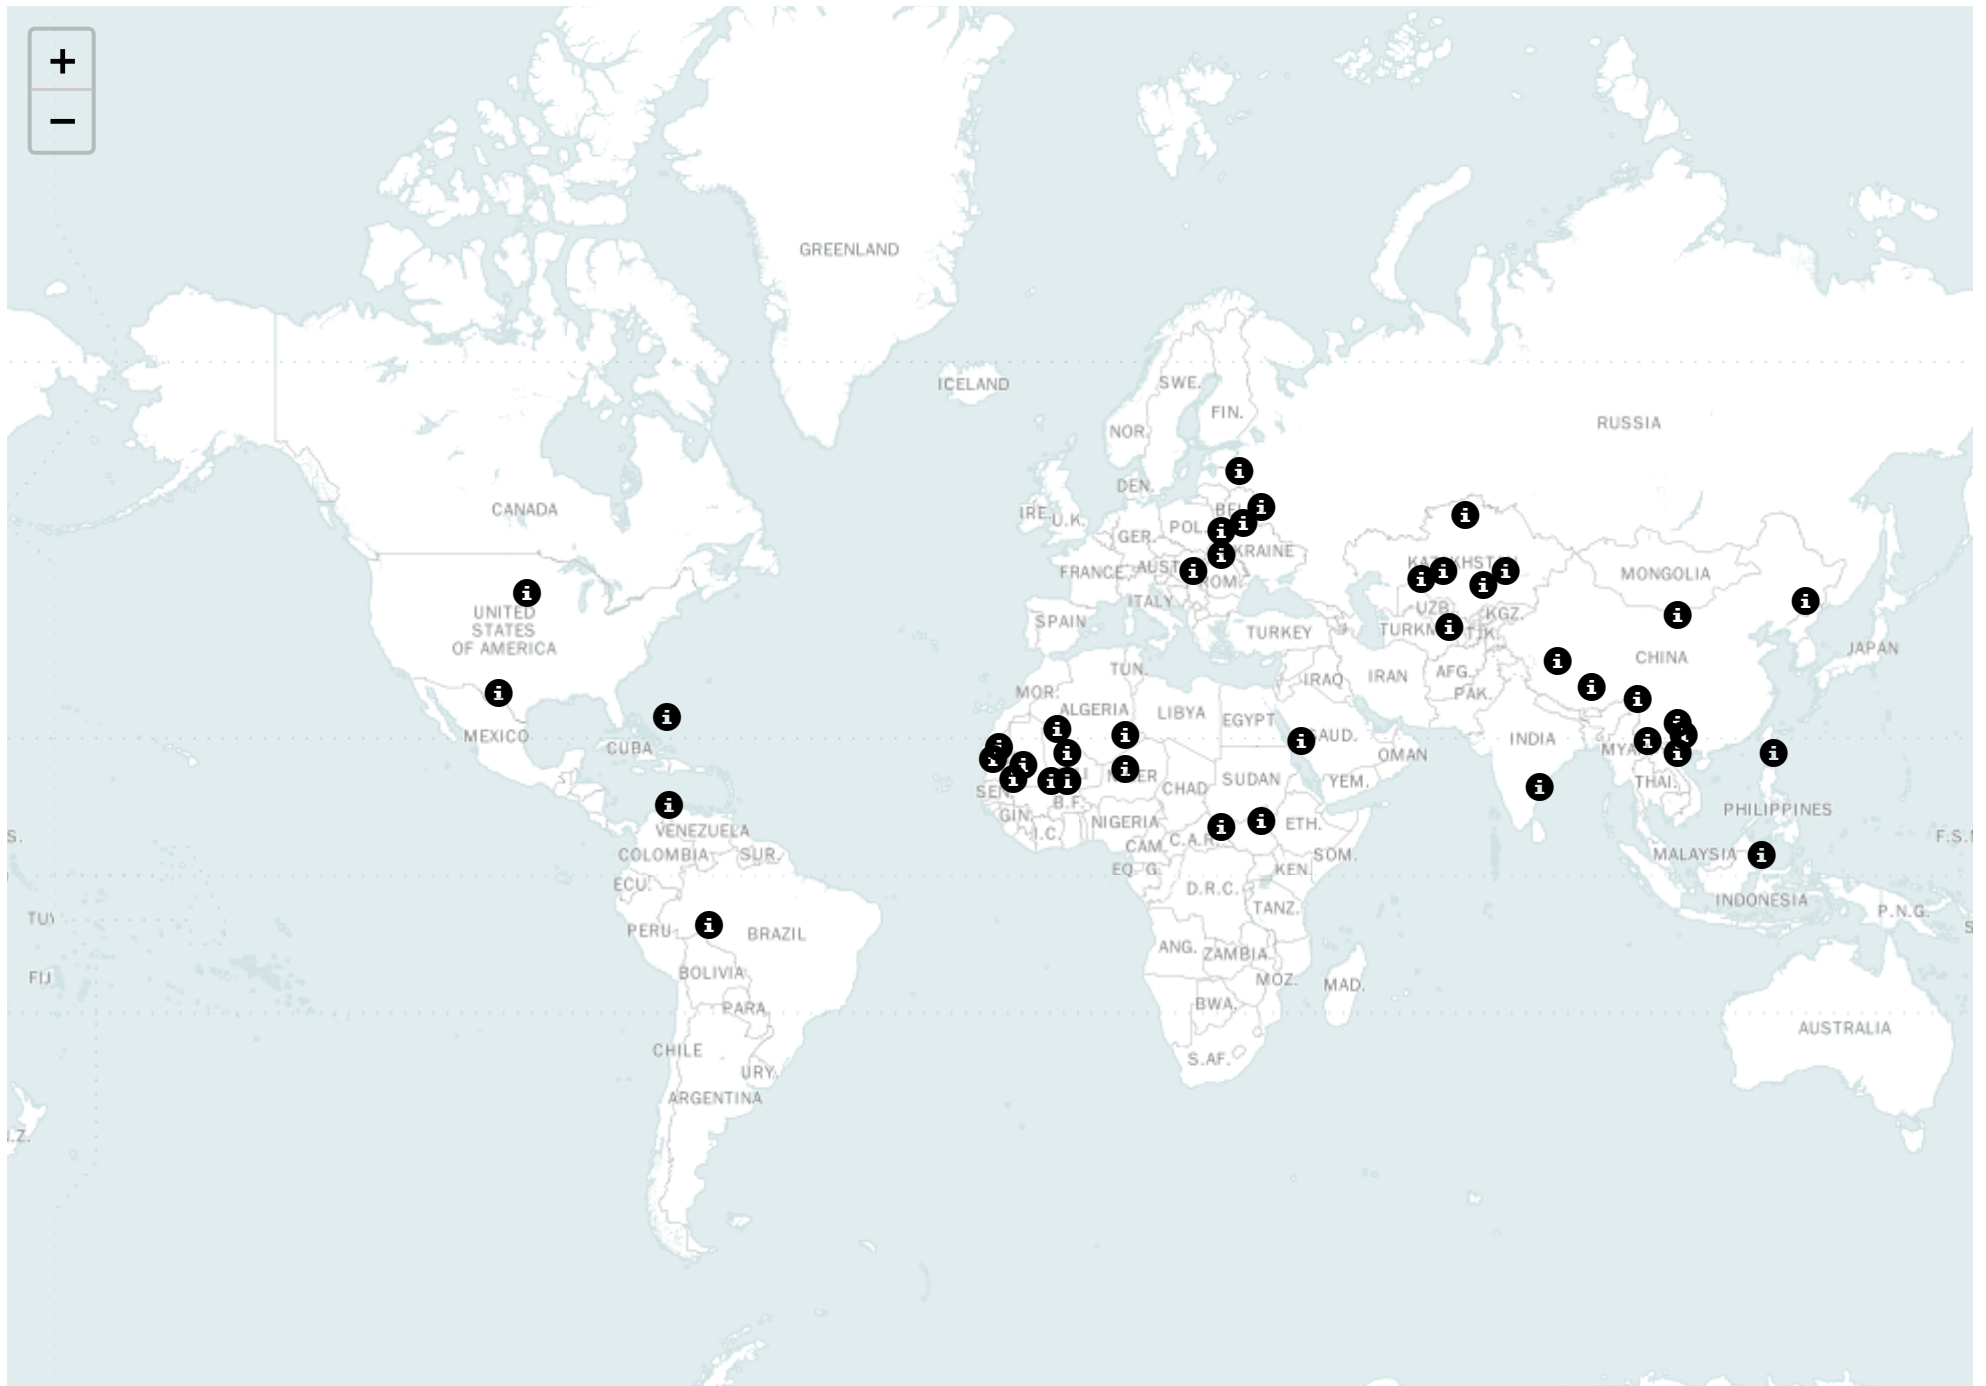 +
−
GREENLAND
ICELAND
SWE.
FIN.
NOR.
RUSSIA
DEN.
CANADA
IRE.
U.K.
POL.
GER.
UKRAINE
FRANCE
AUST
ROM.
KAZAKHSTAN
MONGOLIA
ITALY
UNITED
STATES
OF AMERICA
SPAIN
TURKEY
UZB.
KGZ.
TURKM
TJK.
JAPAN
CHINA
TUN.
IRAQ
IRAN
AFG.
PAK.
MOR.
ALGERIA
LIBYA
EGYPT
SAUD.
MEXICO
CUBA
INDIA
MYA
OMAN
NIGER
CHAD
SUDAN
YEM.
THAI.
SEN.
B.F.
GIN.
I.C.
NIGERIA
ETH.
PHILIPPINES
VENEZUELA
C.A.R.
CAM.
COLOMBIA
SUR.
SOM.
MALAYSIA
F.S.
S.
EQ. G.
KEN.
ECU.
D.R.C.
INDONESIA
TANZ.
P.N.G.
TUV
PERU
BRAZIL
ANG.
ZAMBIA
BOLIVIA
FIJ
MOZ.
MAD.
BWA.
PARA.
AUSTRALIA
CHILE
S.AF.
URY.
ARGENTINA
.Z.